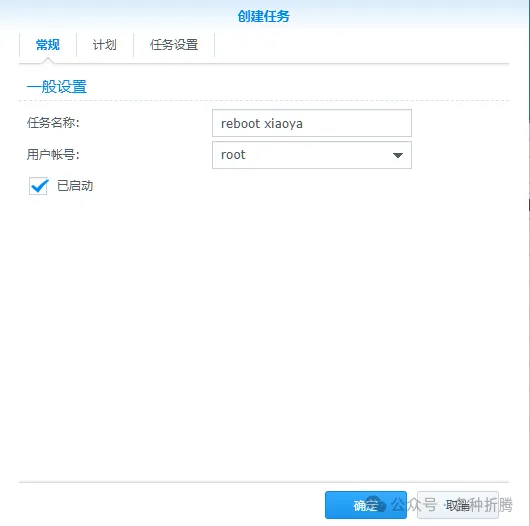 创建任务
常规 计划 任务设置
一般设置
任务名称: reboot xiaoya
用户帐号: root
已启动
确定 取消
公众号 · 各种折腾